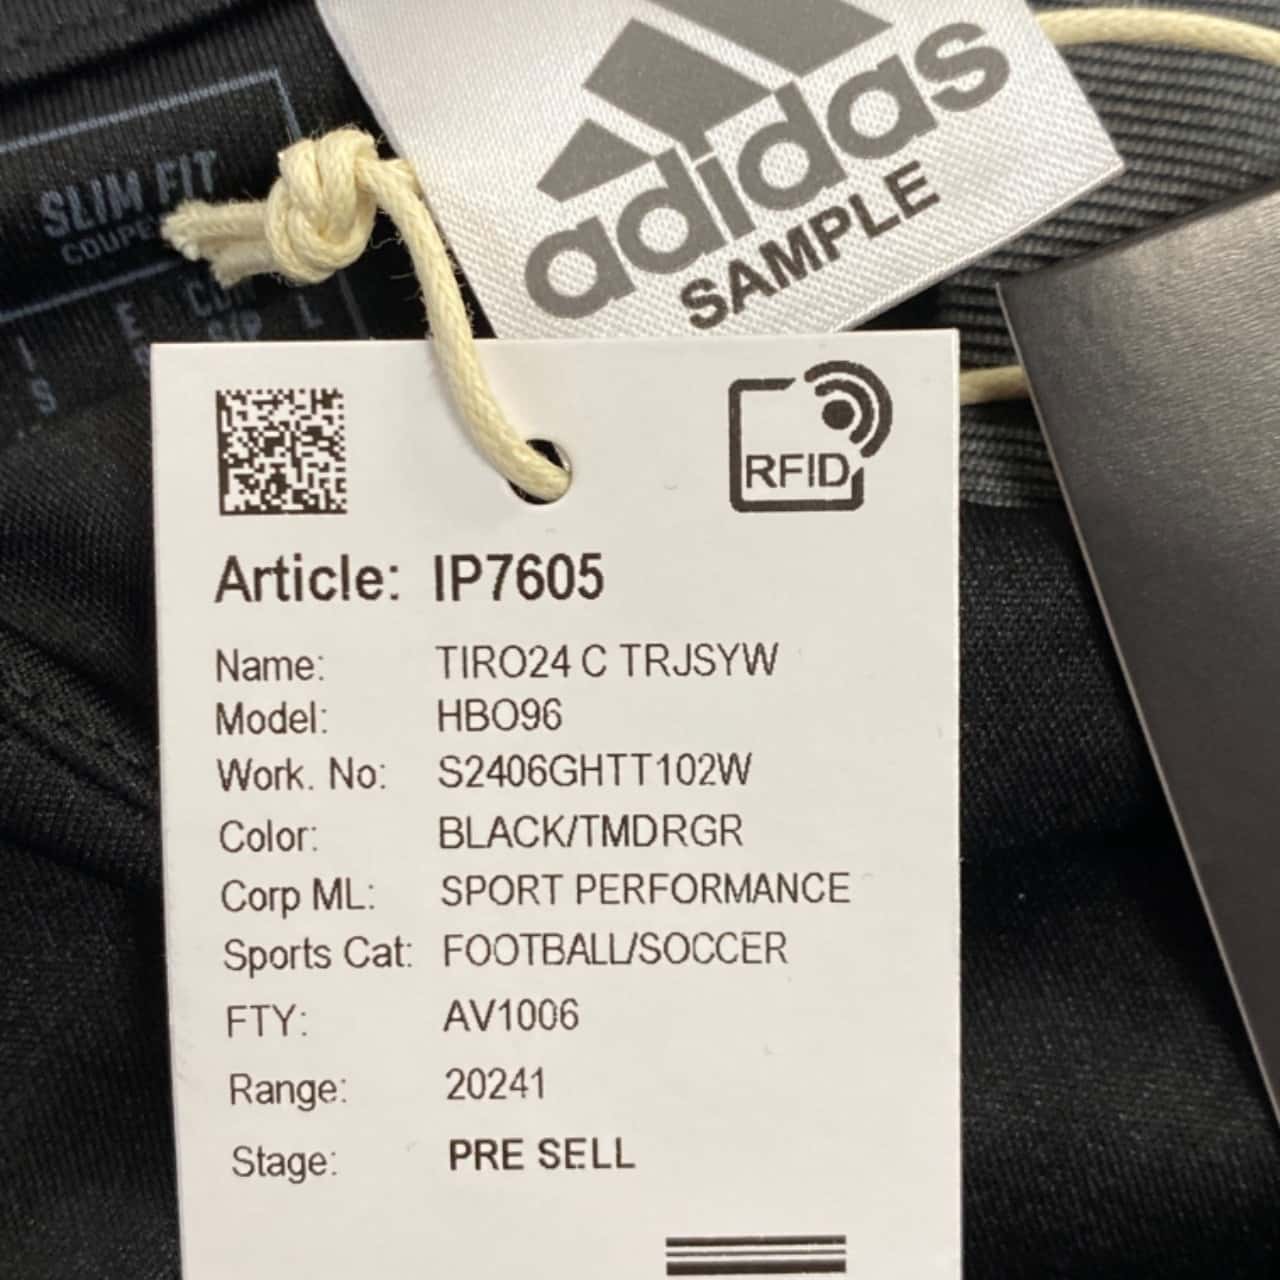 adidas
SAMPLE
SLIM FIT
RFID
Article: IP7605
Name: TIRO24 C TRJSYW
Model: HBO96
Work. No: S2406GHTT102W
Color: BLACK/TMDRGR
Corp ML: SPORT PERFORMANCE
Sports Cat: FOOTBALL/SOCCER
FTY: AV1006
Range: 20241
Stage: PRE SELL